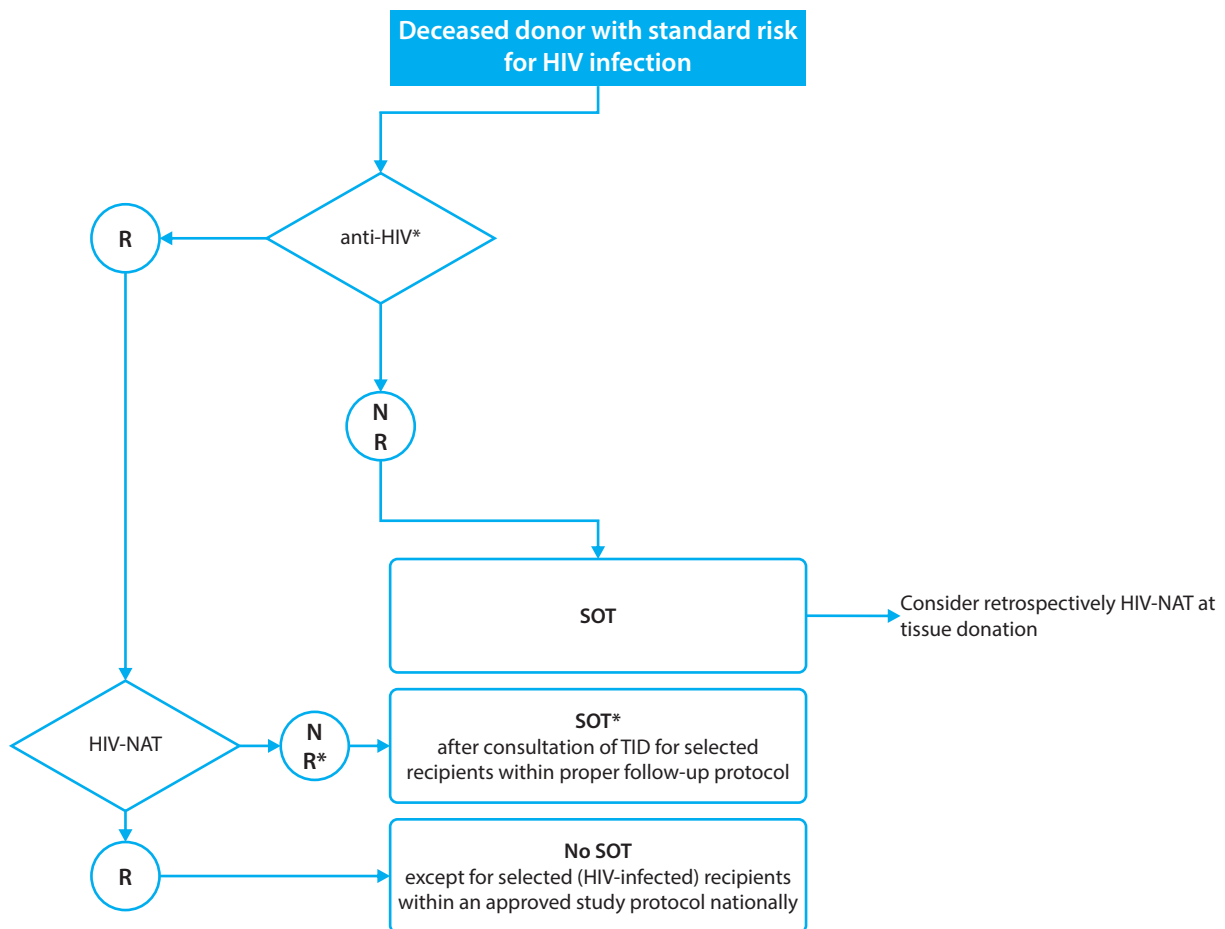 Deceased donor with standard risk
for HIV infection
anti-HIV*
R
N
R
SOT
Consider retrospectively HIV-NAT at
tissue donation
HIV-NAT
N
R*
SOT*
after consultation of TID for selected
recipients within proper follow-up protocol
R
No SOT
except for selected (HIV-infected) recipients
within an approved study protocol nationally